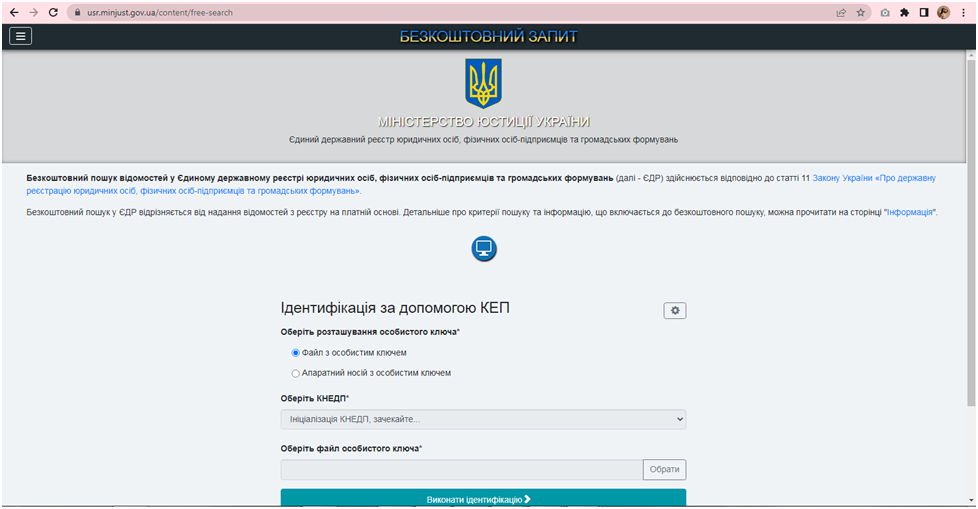 usr.minjust.gov.ua/content/free-search
БЕЗКОШТОВНИЙ ЗАПИТ
МІНІСТЕРСТВО ЮСТИЦІЇ УКРАЇНИ
Єдиний державний реєстр юридичних осіб, фізичних осіб-підприємців та громадських формувань
Безкоштовний пошук відомостей у Єдиному державному реєстрі юридичних осіб, фізичних осіб-підприємців та громадських формувань (далі - ЄДР) здійснюється відповідно до статті 11 Закону України «Про державну
реєстрацію юридичних осіб, фізичних осіб-підприємців та громадських формувань».
Безкоштовний пошук у ЄДР відрізняється від надання відомостей з реєстру на платній основі. Детальніше про критерії пошуку та інформацію, що включається до безкоштовного пошуку, можна прочитати на сторінці "Інформація".
Ідентифікація за допомогою КЕП
Оберіть розташування особистого ключа*
Файл з особистим ключем
Апаратний носій з особистим ключем
Оберіть КНЕДП*
Ініціалізація КНЕДП, зачекайте...
Оберіть файл особистого ключа*
Обрати
Виконати ідентифікацію